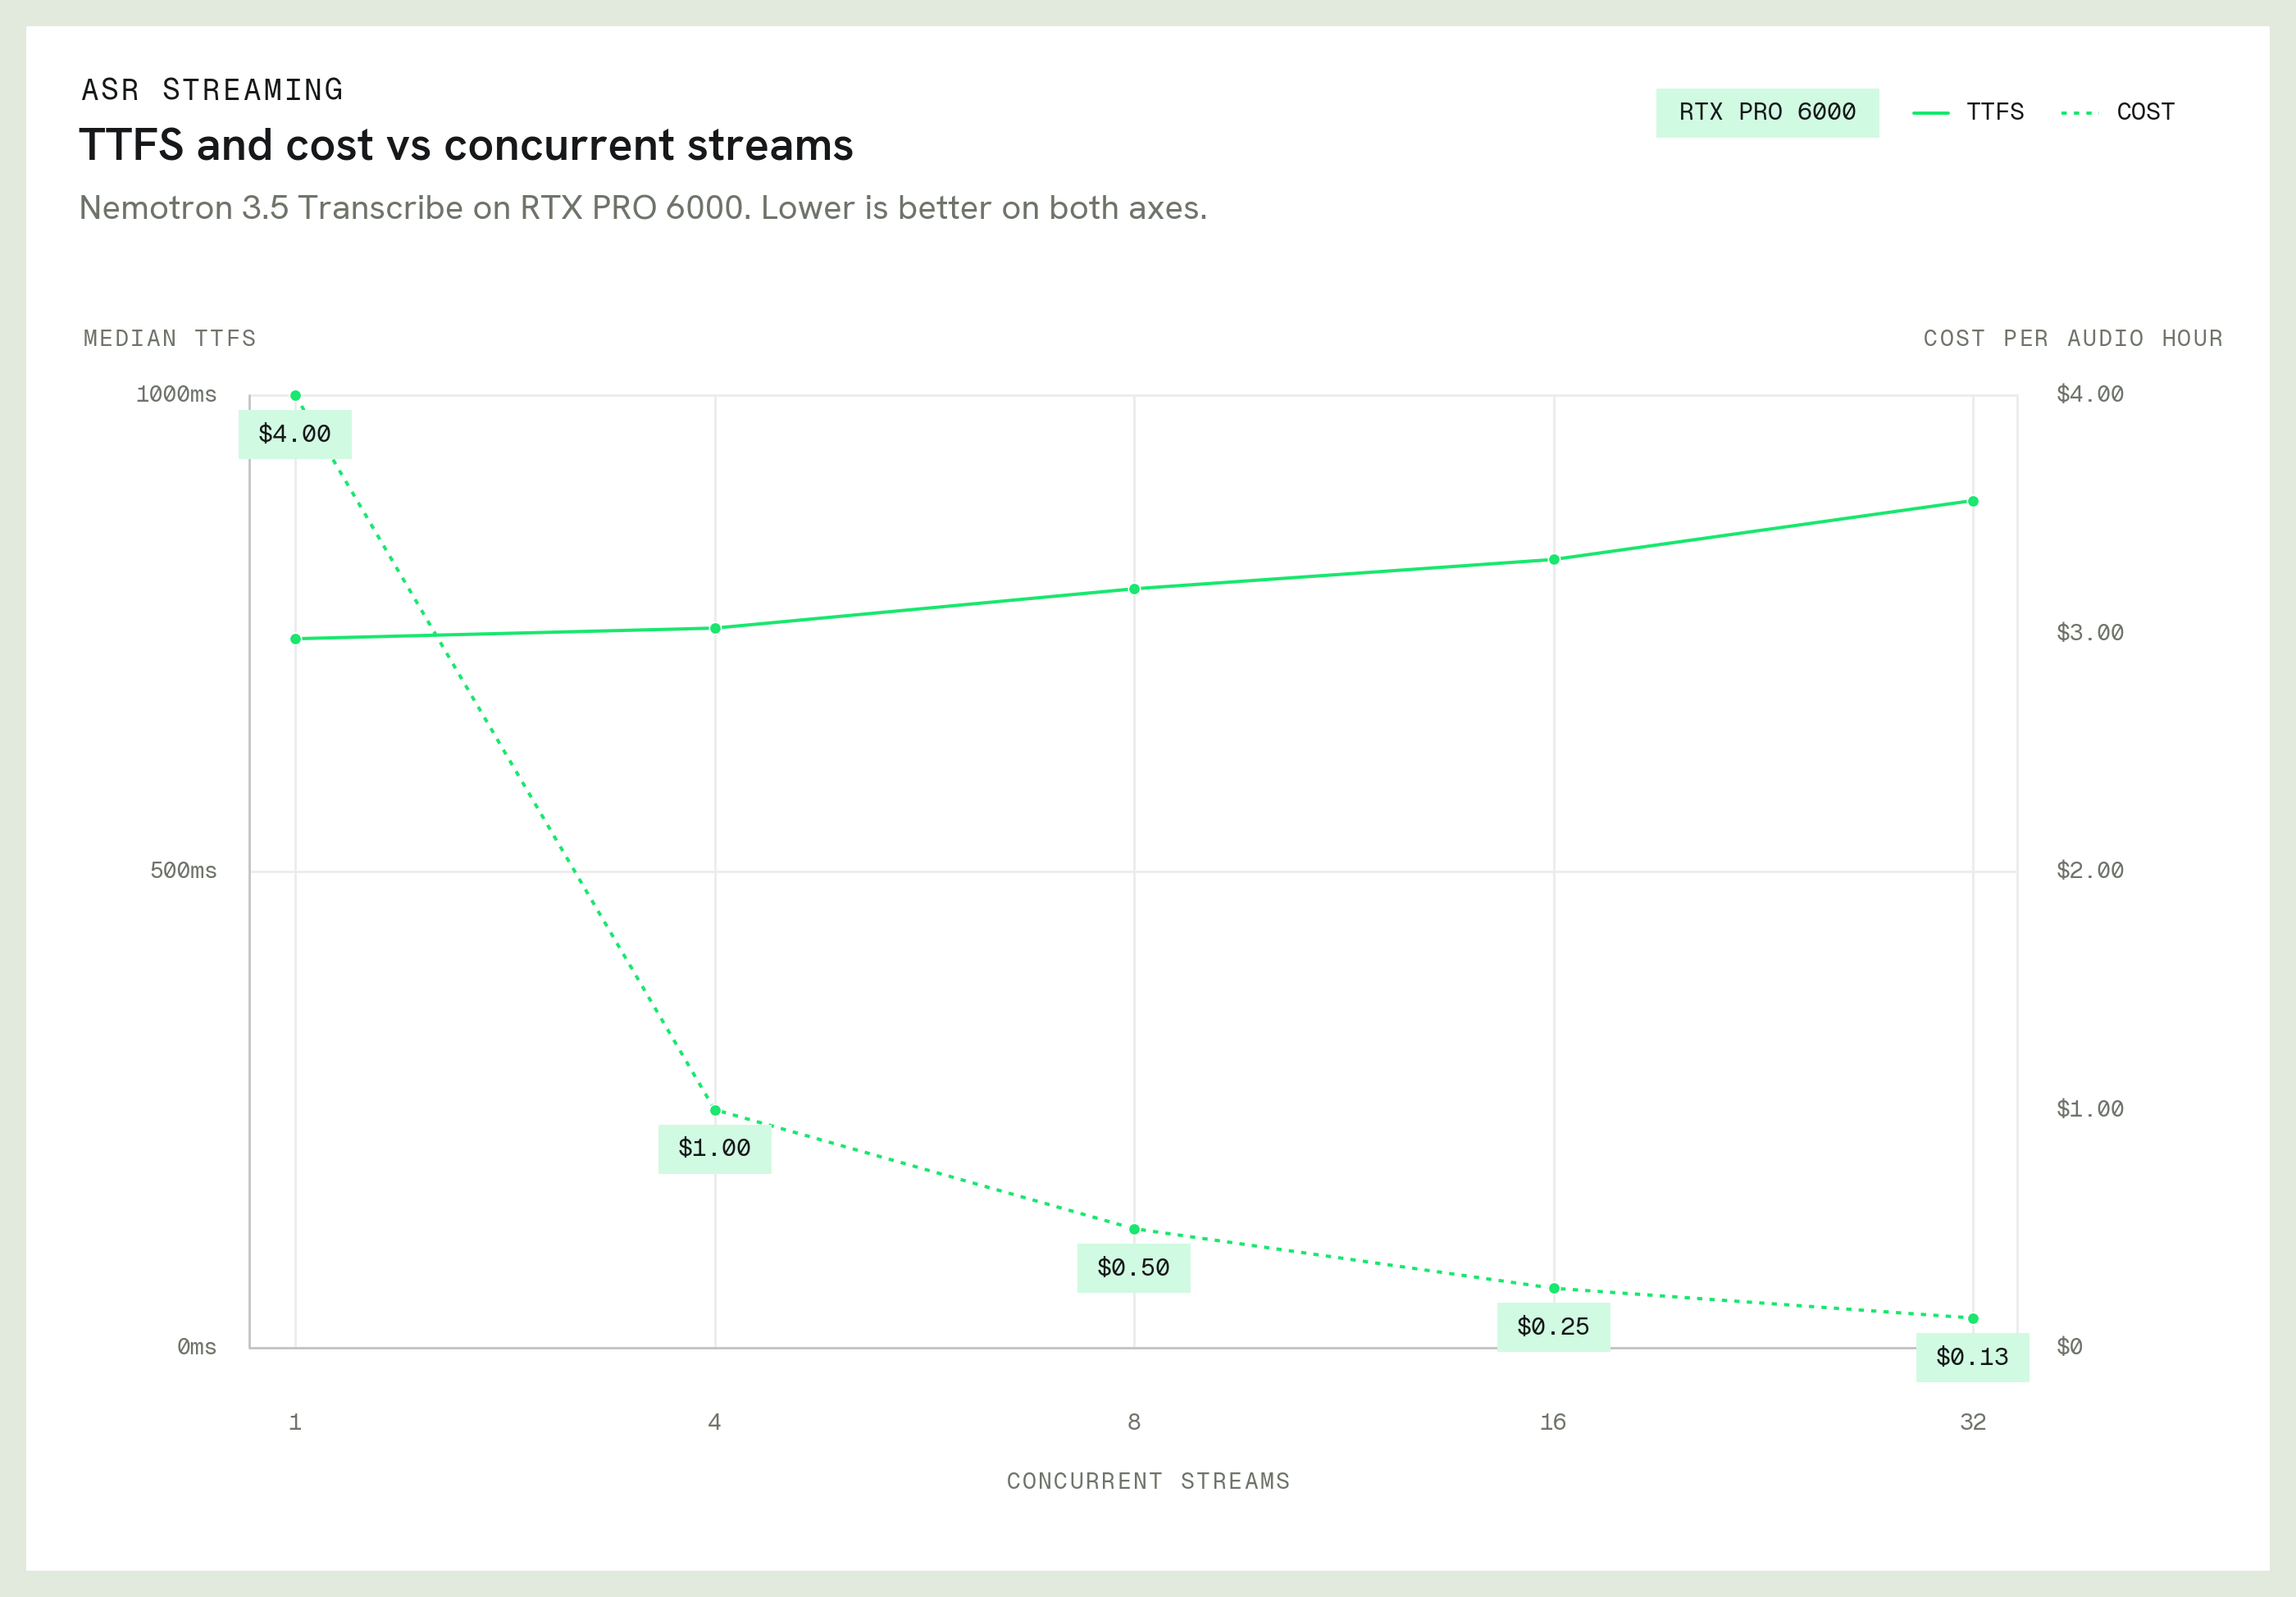 ASR STREAMING
TTFS and cost vs concurrent streams
Nemotron 3.5 Transcribe on RTX PRO 6000. Lower is better on both axes.
RTX PRO 6000 TTFS COST
MEDIAN TTFS
COST PER AUDIO HOUR
1000ms
500ms
0ms
$4.00
$3.00
$2.00
$1.00
$0
$4.00
$1.00
$0.50
$0.25
$0.13
1 4 8 16 32
CONCURRENT STREAMS